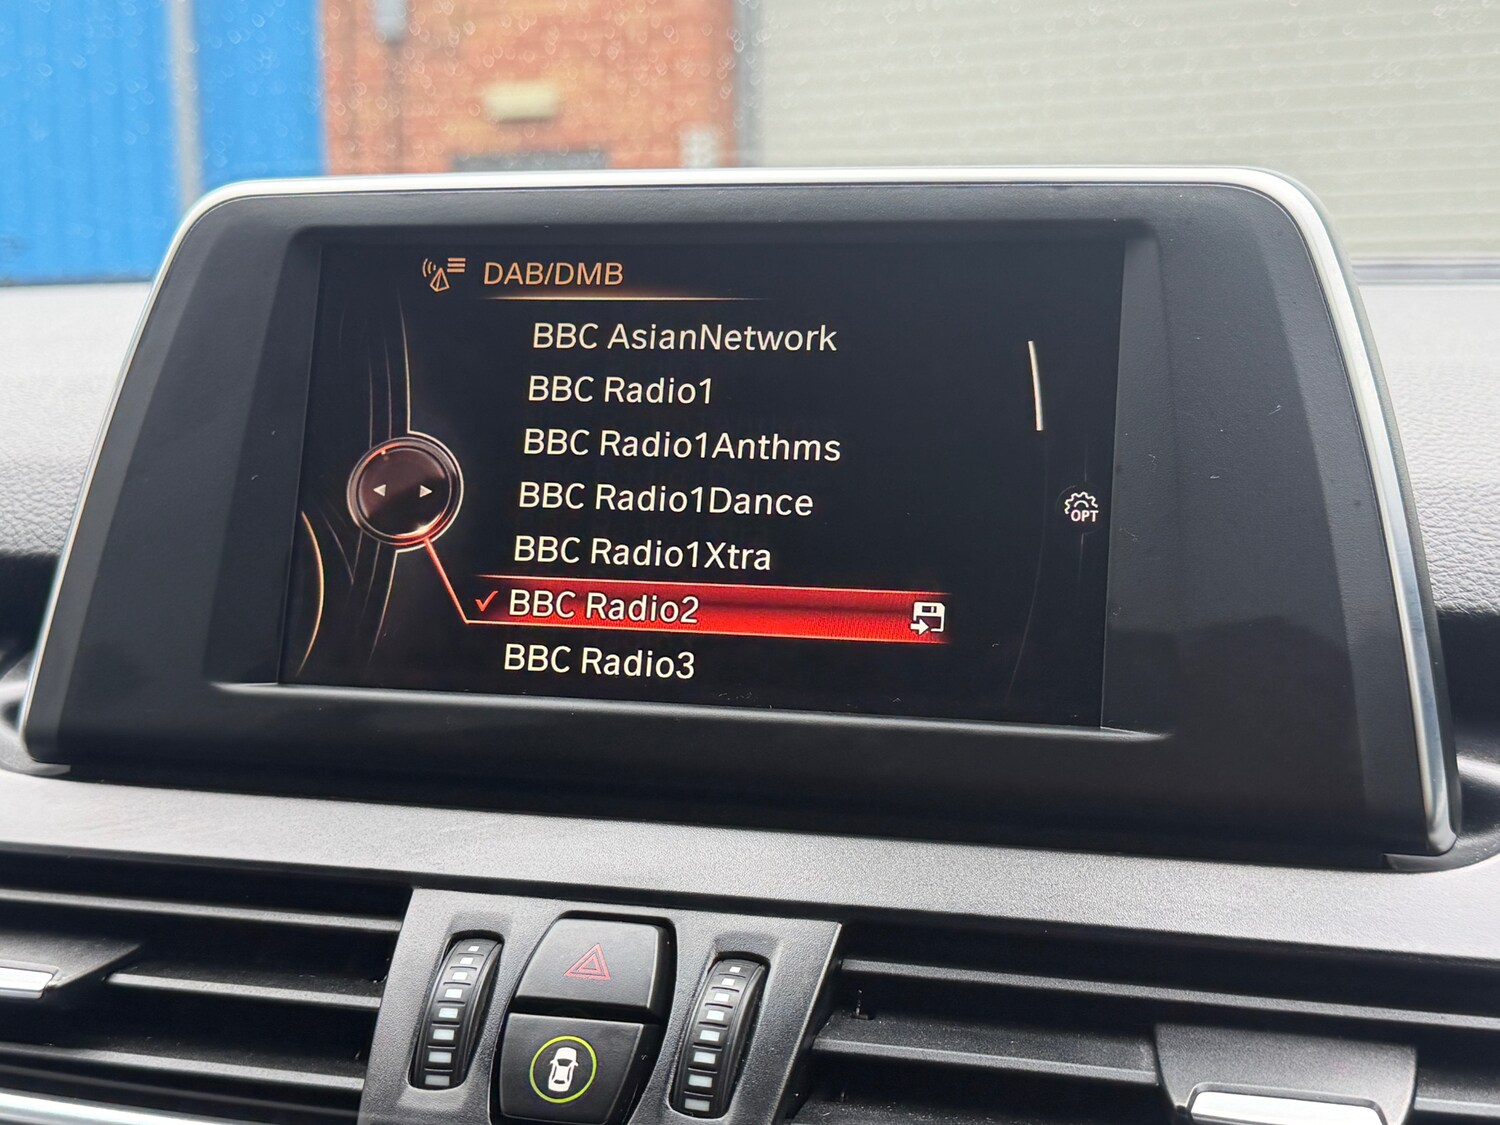 DAB/DMB
BBC AsianNetwork
BBC Radio1
BBC Radio1Anthms
BBC Radio1Dance
OPT
BBC Radio1Xtra
BBC Radio2
BBC Radio3